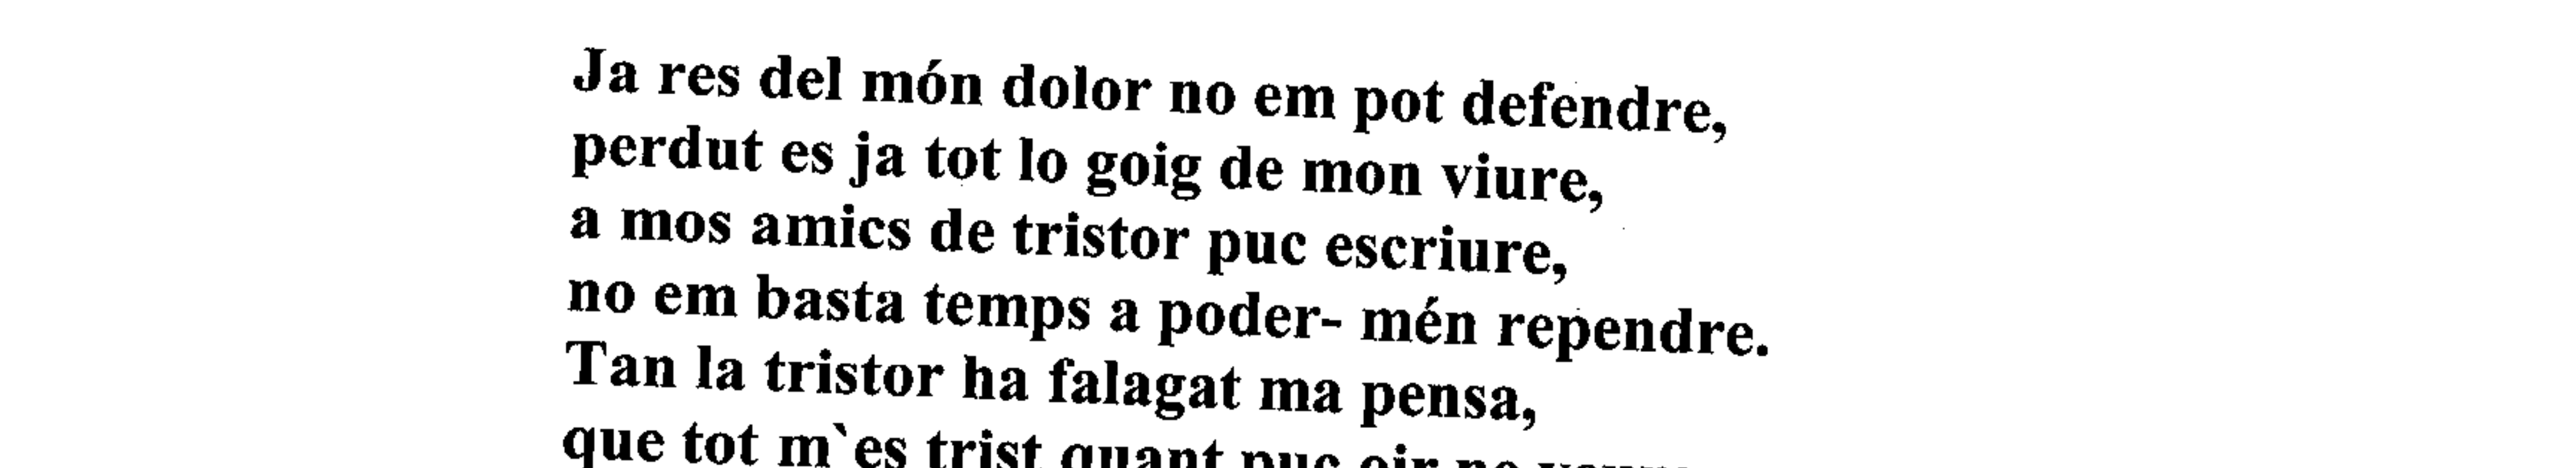 Ja res del món dolor no em pot defendre,
perdut es ja tot lo goig de mon viure,
a mos amics de tristor puc escriure,
no em basta temps a poder- mén rependre.
Tan la tristor ha falagat ma pensa,
que tot m`es trist quant puc oir